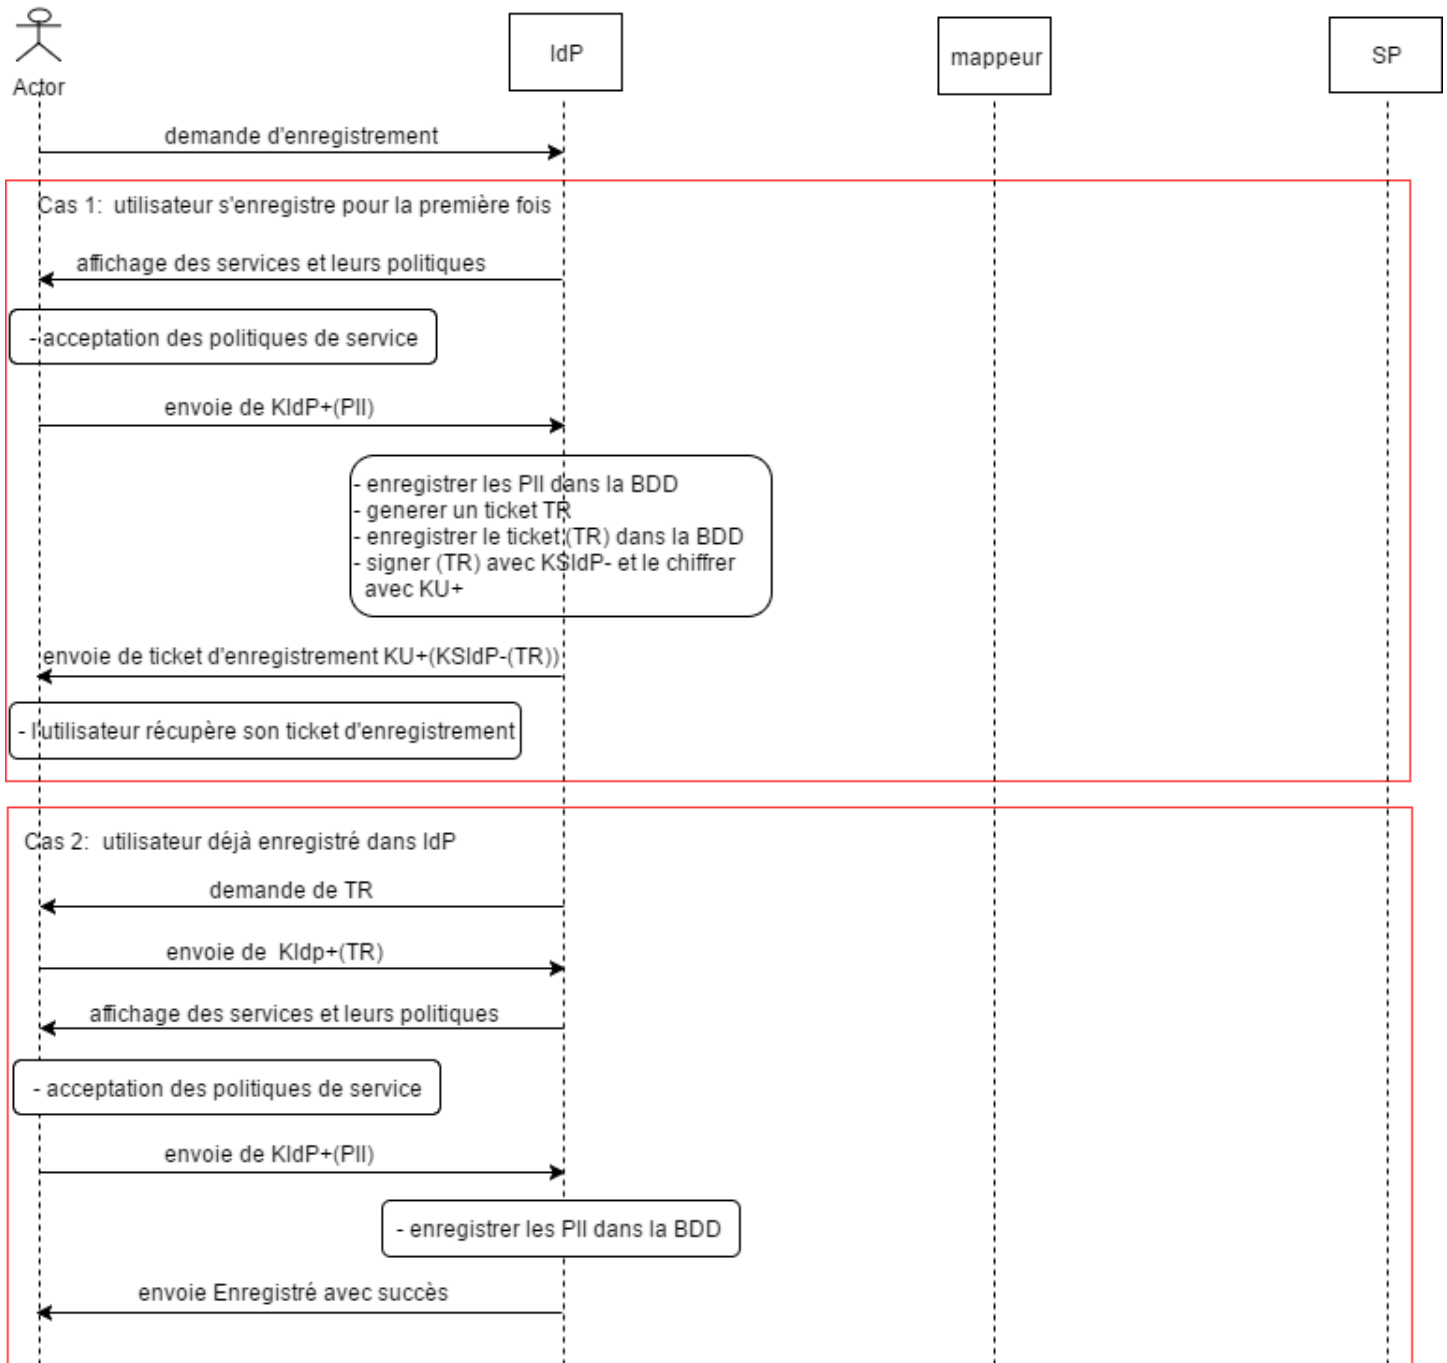 Actor
IdP
mappeur
SP
demande d'enregistrement
Cas 1:  utilisateur s'enregistre pour la première fois
affichage des services et leurs politiques
- acceptation des politiques de service
envoie de KIdP+(PII)
- enregistrer les PII dans la BDD
- generer un ticket TR
- enregistrer le ticket (TR) dans la BDD
- signer (TR) avec KSIdP- et le chiffrer
avec KU+
envoie de ticket d'enregistrement KU+(KSIdP-(TR))
- l'utilisateur récupère son ticket d'enregistrement
Cas 2:  utilisateur déjà enregistré dans IdP
demande de TR
envoie de  KIdp+(TR)
affichage des services et leurs politiques
- acceptation des politiques de service
envoie de KIdP+(PII)
- enregistrer les PII dans la BDD
envoie Enregistré avec succès